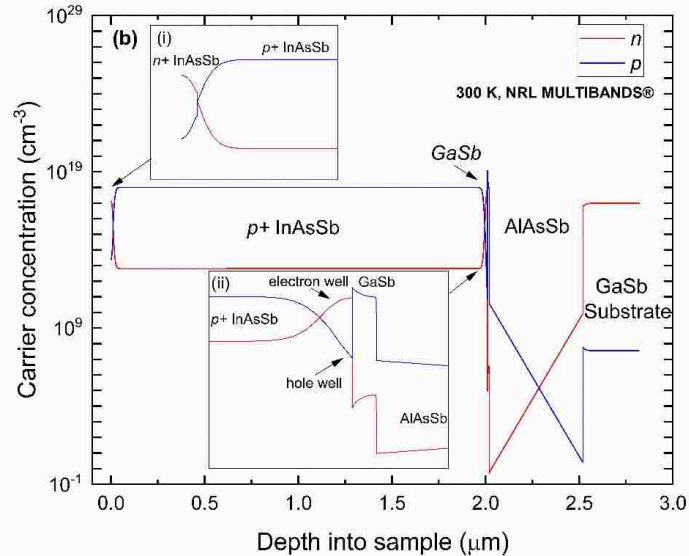 10^29
(b)
(i)
n+ InAsSb
p+ InAsSb
n
p
300 K, NRL MULTIBANDS®
10^19
GaSb
p+ InAsSb
AlAsSb
GaSb
Substrate
(ii)
electron well
GaSb
p+ InAsSb
hole well
AlAsSb
10^9
10^-1
Carrier concentration (cm^-3)
0.0 0.5 1.0 1.5 2.0 2.5 3.0
Depth into sample (μm)